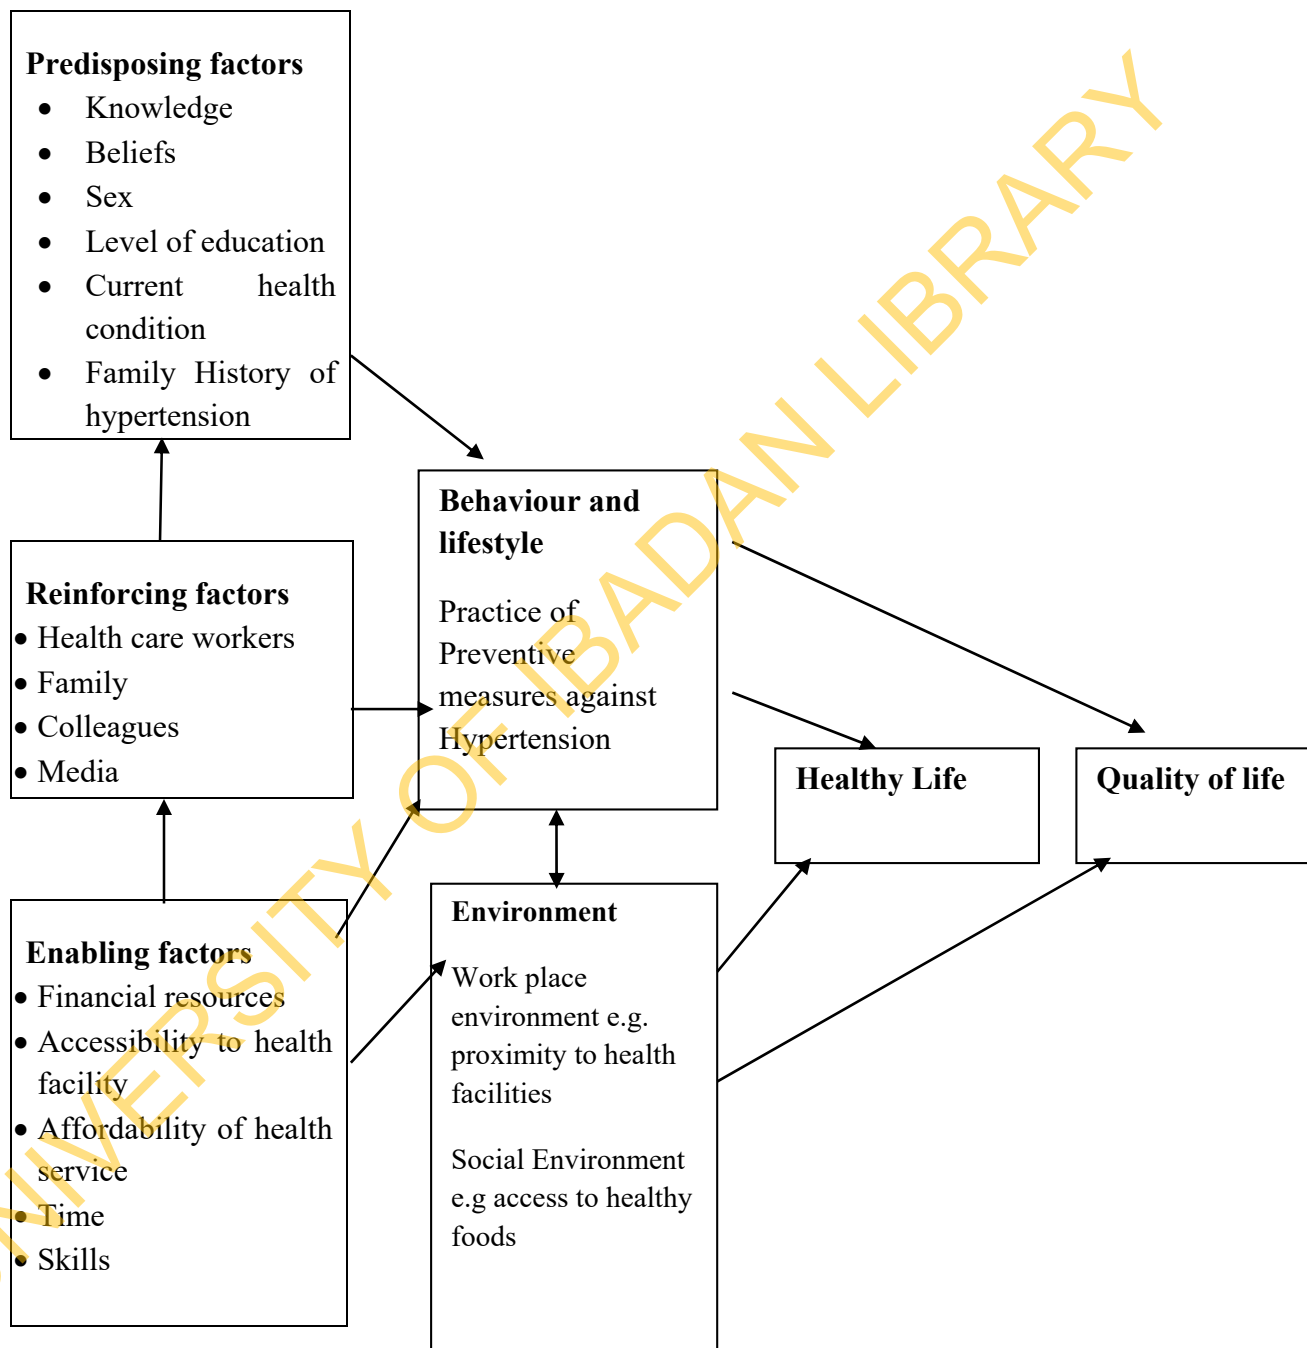 Predisposing factors
• Knowledge
• Beliefs
• Sex
• Level of education
• Current health
condition
• Family History of
hypertension
Reinforcing factors
• Health care workers
• Family
• Colleagues
• Media
Enabling factors
• Financial resources
• Accessibility to health
facility
• Affordability of health
service
• Time
• Skills
Behaviour and
lifestyle
Practice of
Preventive
measures against
Hypertension
Environment
Work place
environment e.g.
proximity to health
facilities
Social Environment
e.g access to healthy
foods
Healthy Life
Quality of life
UNIVERSITY OF IBADAN LIBRARY